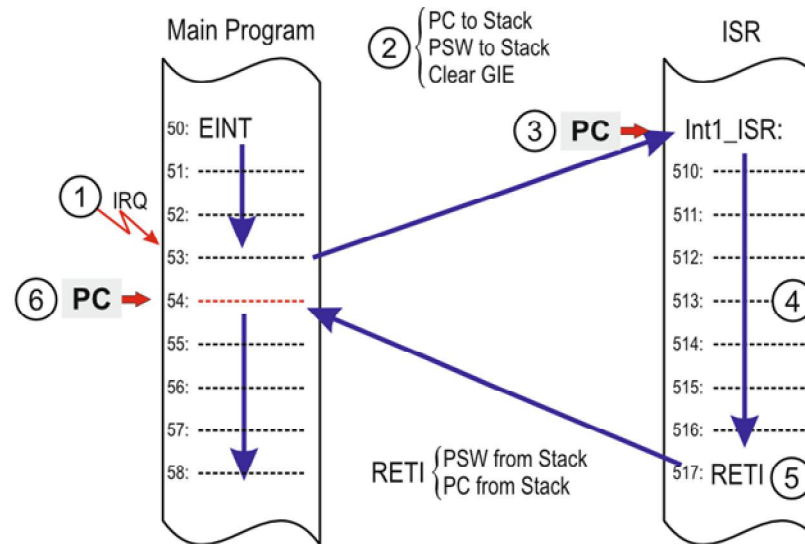 Main Program
2 PC to Stack
PSW to Stack
Clear GIE
ISR
50: EINT
3 PC Int1_ISR:
51:
510:
1 IRQ
52:
511:
53:
512:
6 PC 54:
513: 4
55:
514:
56:
515:
57:
516:
58:
RETI PSW from Stack
PC from Stack
517: RETI 5